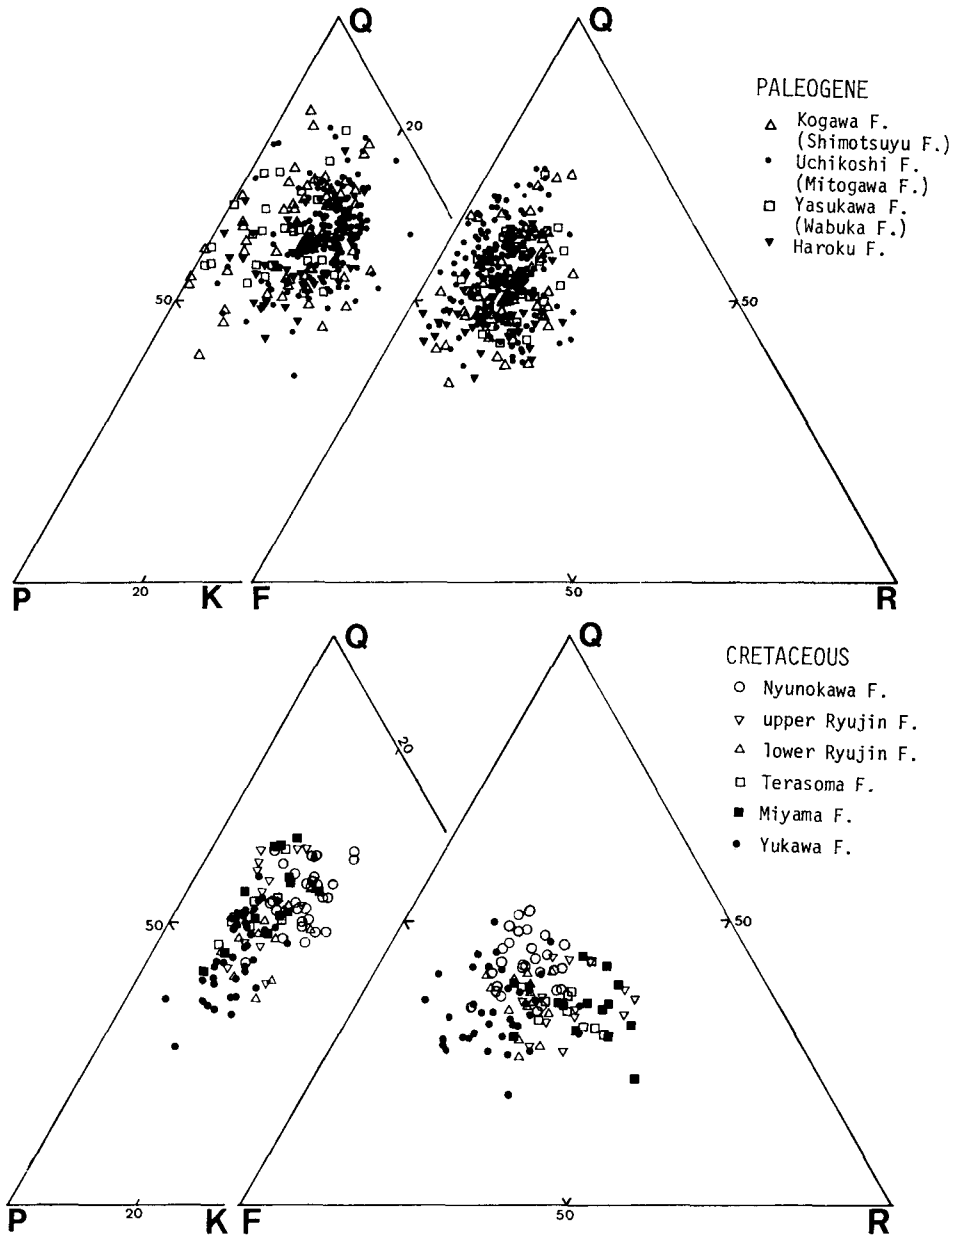 Q
Q
20
50
50
P
20
K
F
50
R
PALEOGENE
Kogawa F.
(Shimotsuyu F.)
Uchikoshi F.
(Mitogawa F.)
Yasukawa F.
(Wabuka F.)
Haroku F.
Q
Q
20
50
50
P
20
K
F
50
R
CRETACEOUS
Nyunokawa F.
upper Ryujin F.
lower Ryujin F.
Terasoma F.
Miyama F.
Yukawa F.